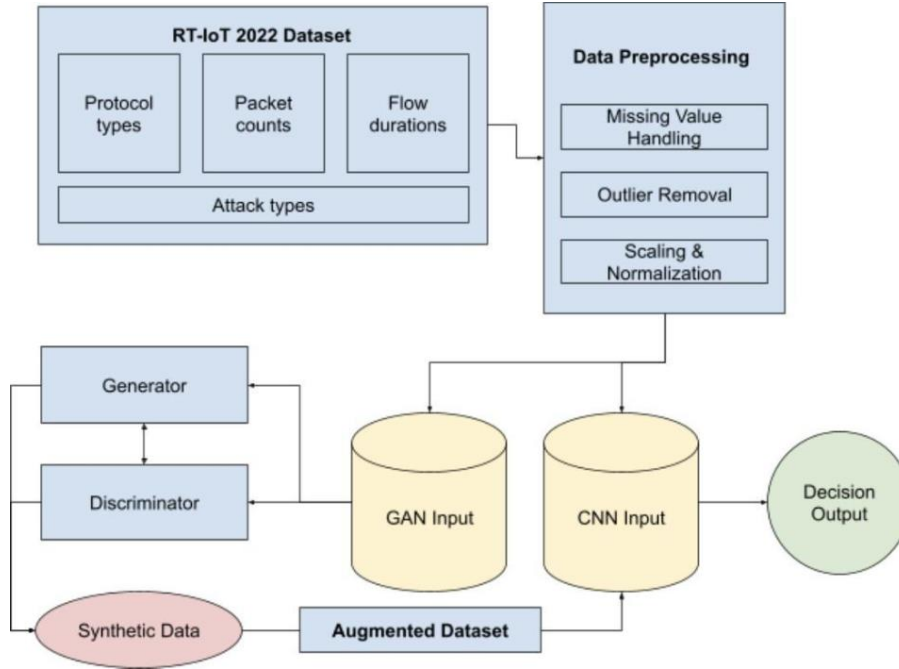 RT-IoT 2022 Dataset
Protocol
types
Packet
counts
Flow
durations
Attack types
Data Preprocessing
Missing Value
Handling
Outlier Removal
Scaling &
Normalization
Generator
Discriminator
GAN Input
CNN Input
Decision
Output
Synthetic Data
Augmented Dataset